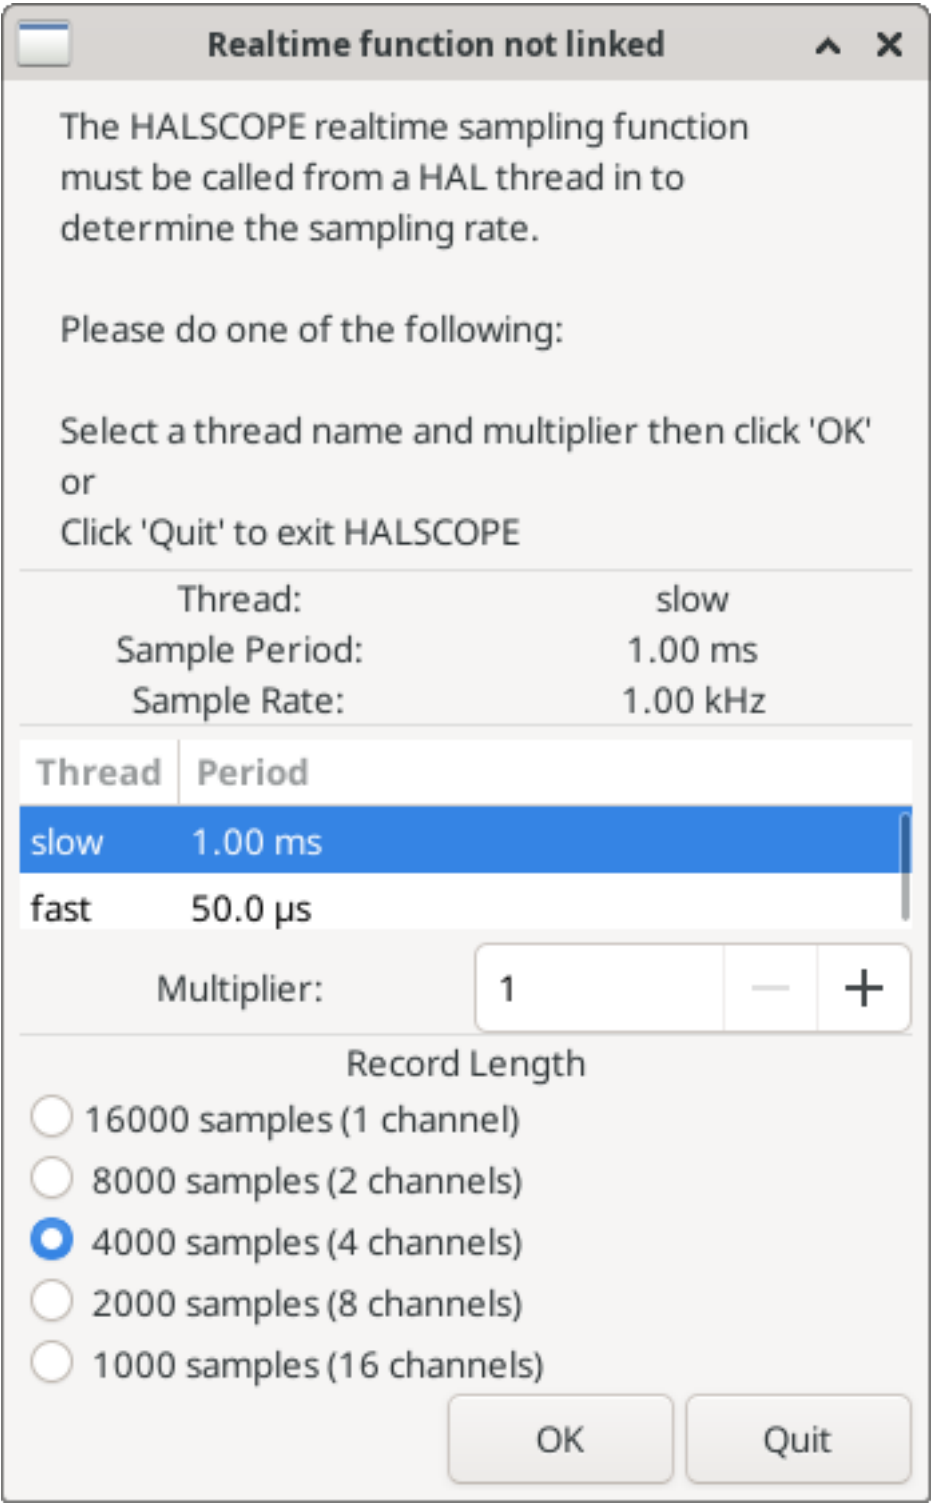 Realtime function not linked
The HALSCOPE realtime sampling function
must be called from a HAL thread in to
determine the sampling rate.
Please do one of the following:
Select a thread name and multiplier then click 'OK'
or
Click 'Quit' to exit HALSCOPE
Thread: slow
Sample Period: 1.00 ms
Sample Rate: 1.00 kHz
Thread Period
slow 1.00 ms
fast 50.0 µs
Multiplier: 1
Record Length
16000 samples (1 channel)
8000 samples (2 channels)
4000 samples (4 channels)
2000 samples (8 channels)
1000 samples (16 channels)
OK Quit